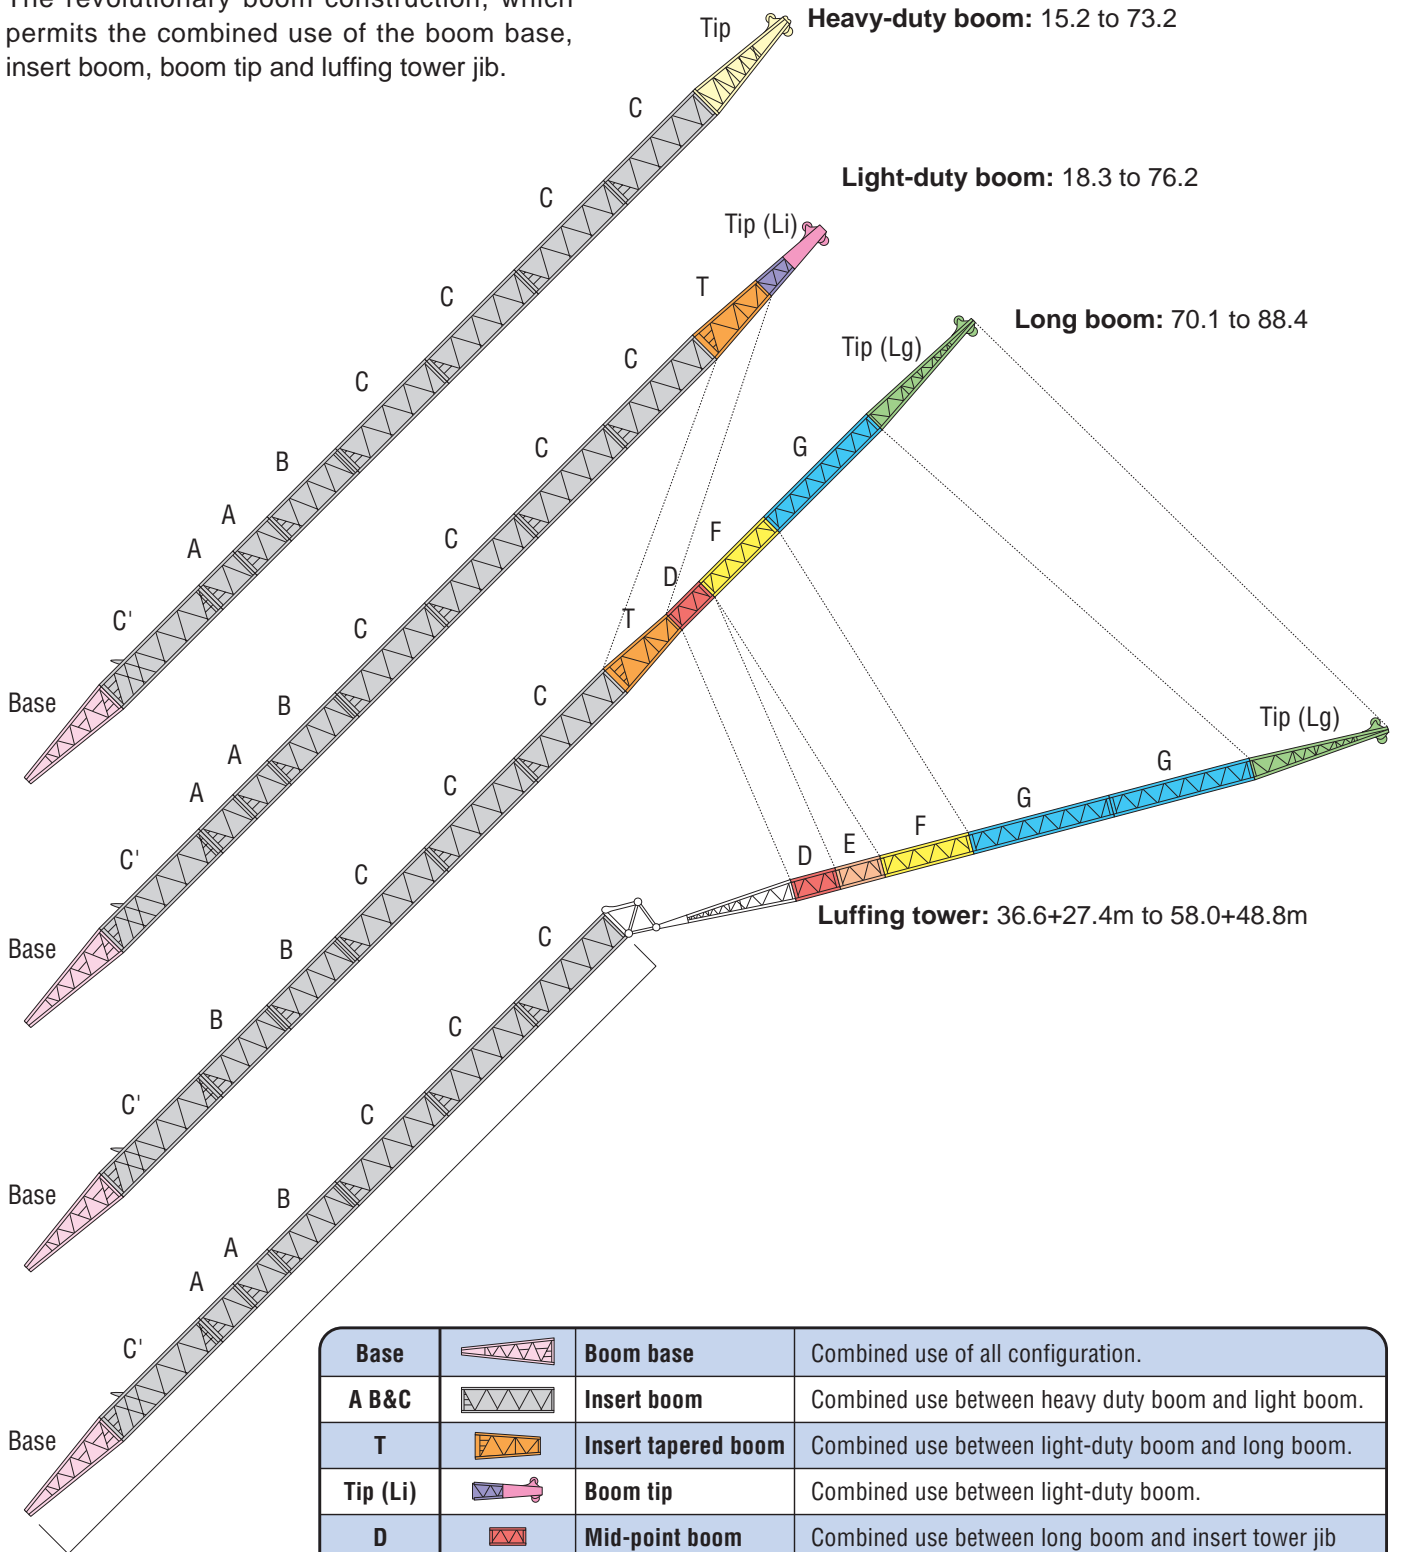 The revolutionary boom construction, which
permits the combined use of the boom base,
insert boom, boom tip and luffing tower jib.
Tip
Heavy-duty boom: 15.2 to 73.2
C
C
C
C
B
A
A
C'
Base
Light-duty boom: 18.3 to 76.2
Tip (Li)
T
C
C
C
C
B
A
A
C'
Base
Long boom: 70.1 to 88.4
Tip (Lg)
G
F
D
T
C
C
C
B
B
C'
Base
Tip (Lg)
G
G
F
E
D
Luffing tower: 36.6+27.4m to 58.0+48.8m
C
C
C
B
A
A
C'
Base
Base Boom base Combined use of all configuration.
A B&C Insert boom Combined use between heavy duty boom and light boom.
T Insert tapered boom Combined use between light-duty boom and long boom.
Tip (Li) Boom tip Combined use between light-duty boom.
D Mid-point boom Combined use between long boom and insert tower jib